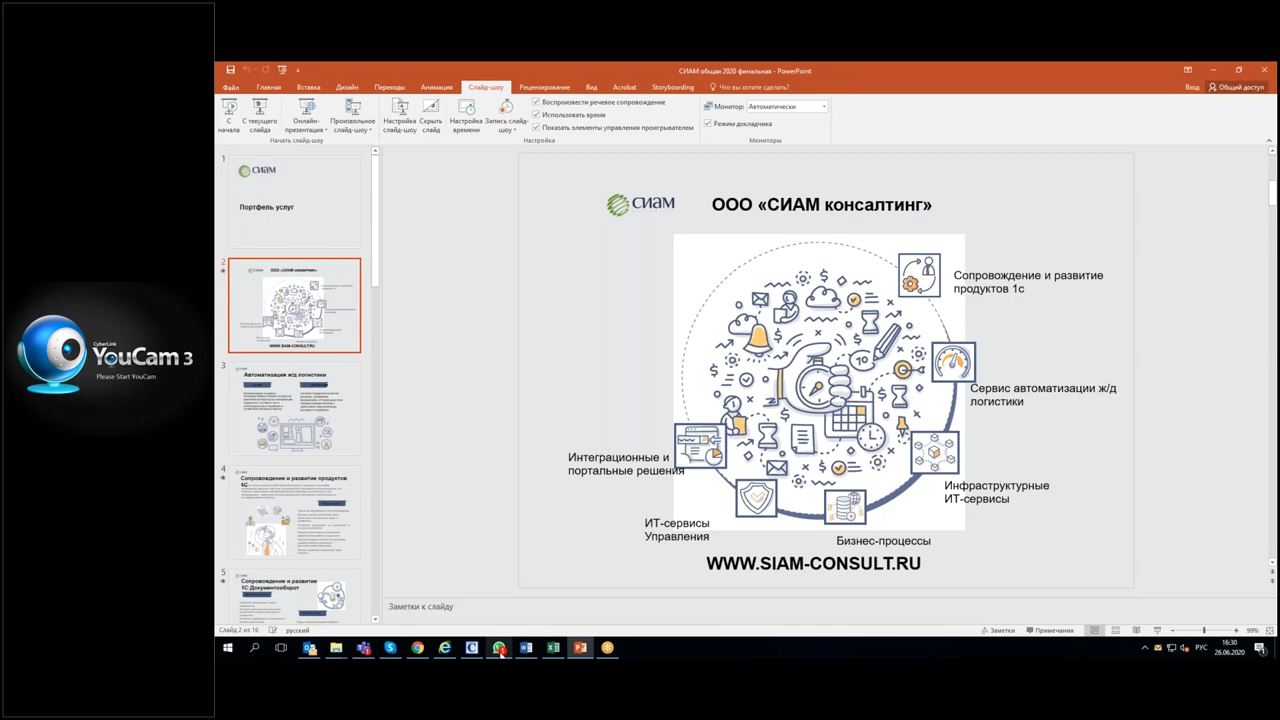 CyberLink
YouCam 3
Please Start YouCam
СИАМ общая 2020 финальная - PowerPoint
Файл Главная Вставка Дизайн Переходы Анимация Слайд-шоу Рецензирование Вид Acrobat Storyboarding Что вы хотите сделать? Вход Общий доступ
С начала
С текущего слайда
Онлайн-презентация
Произвольное слайд-шоу
Настройка слайд-шоу
Скрыть слайд
Настройка времени
Запись слайд-шоу
Воспроизвести речевое сопровождение
Использовать время
Показать элементы управления проигрывателем
Монитор: Автоматически
Режим докладчика
Начать слайд-шоу
Настройка
Мониторы
1
СИАМ
Портфель услуг
2
ООО «СИАМ консалтинг»
WWW.SIAM-CONSULT.RU
3
Автоматизация ж/д логистики
4
Сопровождение и развитие продуктов
1С
5
Сопровождение и развитие
1С:Документооборот
СИАМ
ООО «СИАМ консалтинг»
Сопровождение и развитие
продуктов 1с
Сервис автоматизации ж/д
логистики
Интеграционные и
портальные решения
Инфраструктурные
ИТ-сервисы
ИТ-сервисы
Управления
Бизнес-процессы
WWW.SIAM-CONSULT.RU
Заметки к слайду
Слайд 2 из 16 русский Заметки Примечания 99%
РУС
16:30
26.06.2020